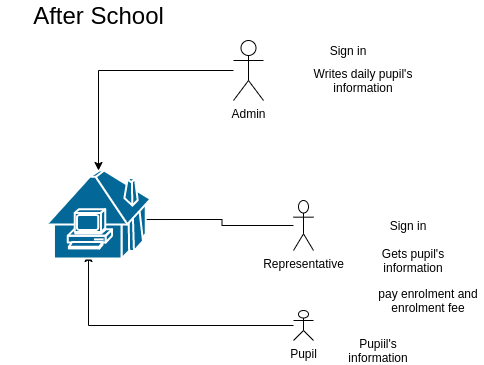 After School
Sign in
Writes daily pupil's
information
Admin
Sign in
Gets pupil's
information
Representative
pay enrolment and
enrolment fee
Pupiil's
information
Pupil